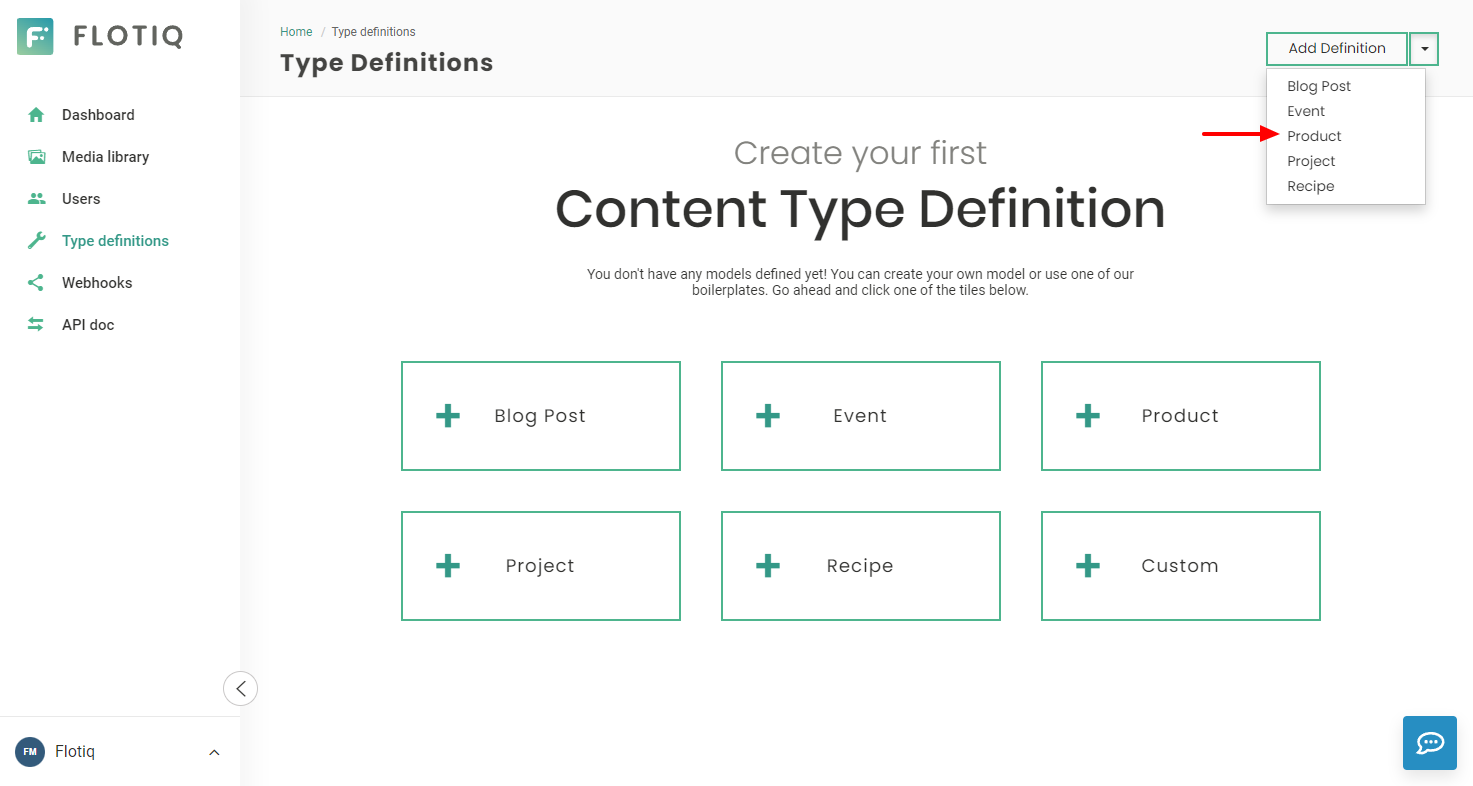 FLOTIQ
Dashboard
Media library
Users
Type definitions
Webhooks
API doc
FM Flotiq
Home / Type definitions
Type Definitions
Add Definition
Blog Post
Event
Product
Project
Recipe
Create your first
Content Type Definition
You don't have any models defined yet! You can create your own model or use one of our
boilerplates. Go ahead and click one of the tiles below.
Blog Post
Event
Product
Project
Recipe
Custom